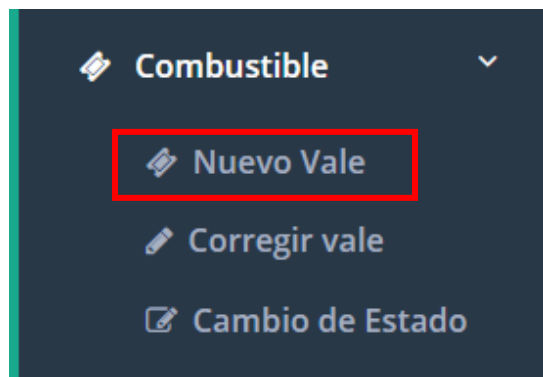 Combustible
Nuevo Vale
Corregir vale
Cambio de Estado